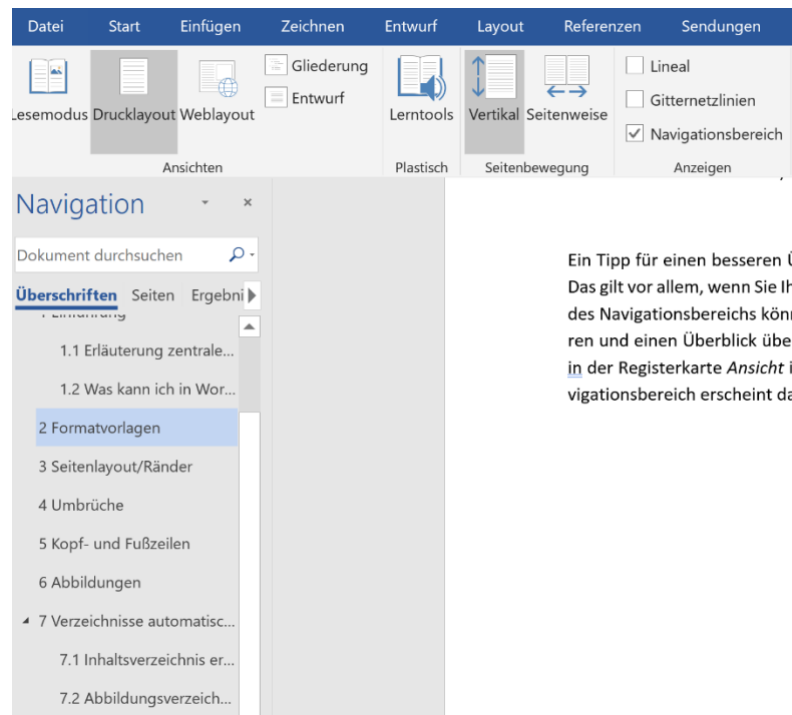 Datei Start Einfügen Zeichnen Entwurf Layout Referenzen Sendungen
Lesemodus Drucklayout Weblayout
Gliederung
Entwurf
Ansichten
Lerntools
Plastisch
Vertikal Seitenweise
Seitenbewegung
Lineal
Gitternetzlinien
Navigationsbereich
Anzeigen
Navigation
Dokument durchsuchen
Überschriften Seiten Ergebni
1 Einführung
1.1 Erläuterung zentrale...
1.2 Was kann ich in Wor...
2 Formatvorlagen
3 Seitenlayout/Ränder
4 Umbrüche
5 Kopf- und Fußzeilen
6 Abbildungen
7 Verzeichnisse automatisc...
7.1 Inhaltsverzeichnis er...
7.2 Abbildungsverzeich...
Ein Tipp für einen besseren Ü
Das gilt vor allem, wenn Sie Ih
des Navigationsbereichs könn
ren und einen Überblick übe
in der Registerkarte Ansicht i
vigationsbereich erscheint da